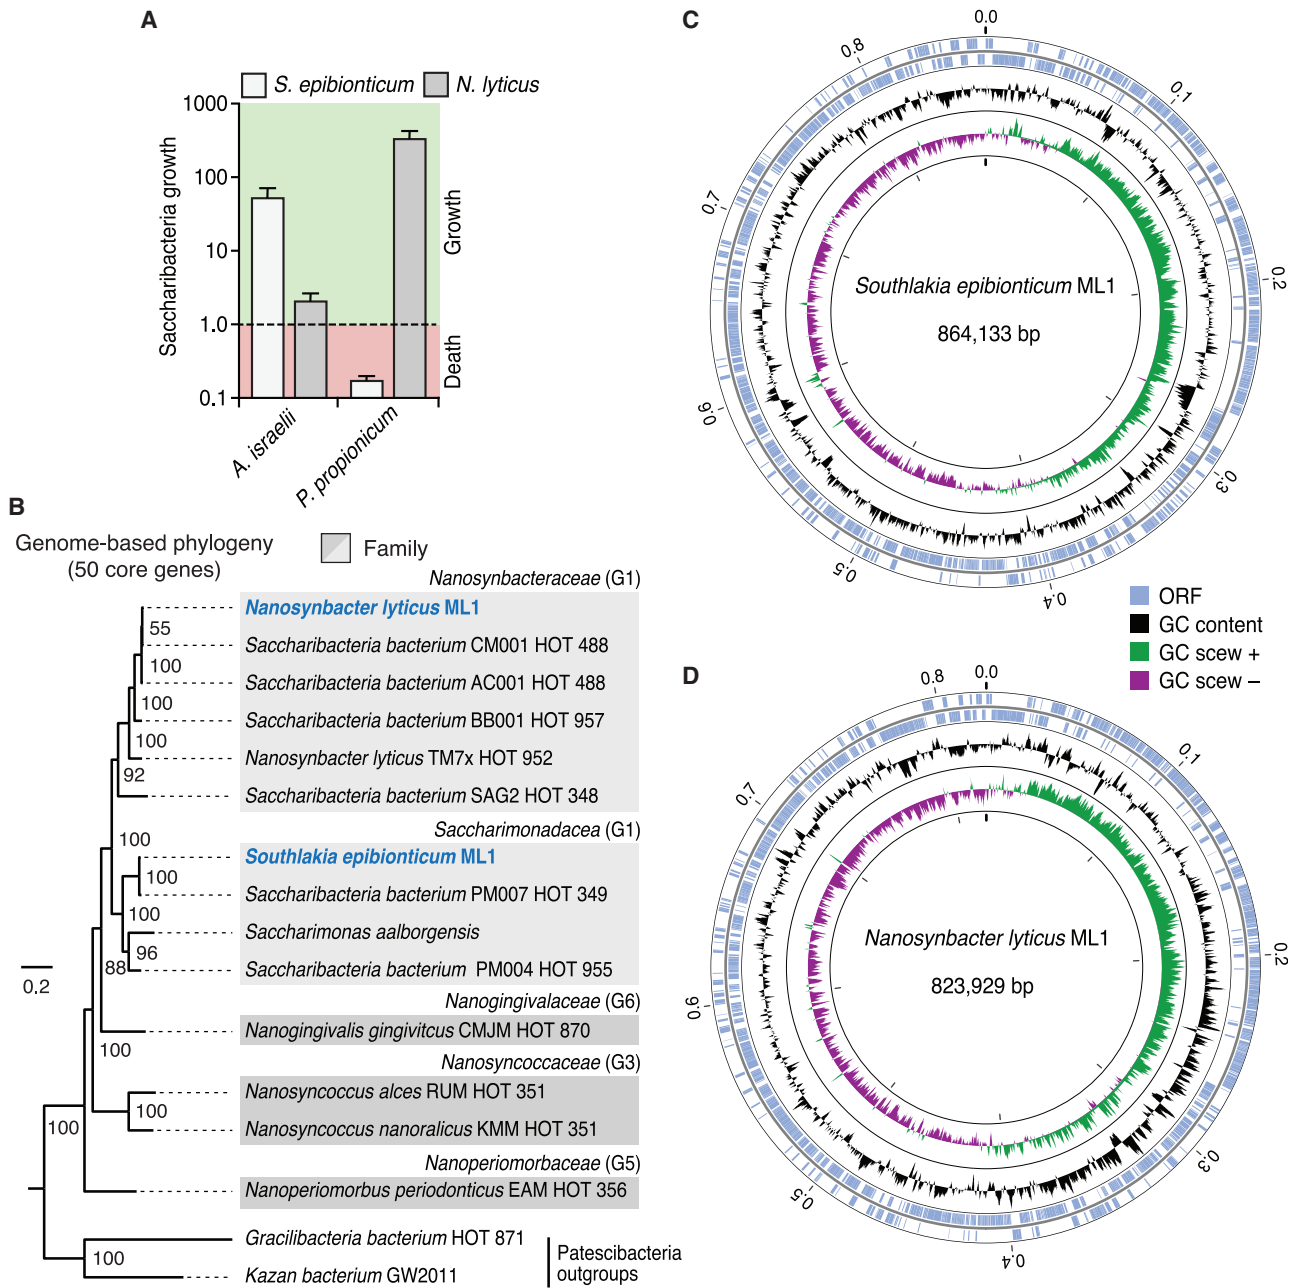 A
S. epibionticum
N. lyticus
1000
100
10
1.0
0.1
Saccharibacteria growth
Growth
Death
A. israelii
P. propionicum
B
Genome-based phylogeny
(50 core genes)
Family
Nanosynbacteraceae (G1)
Nanosynbacter lyticus ML1
55
Saccharibacteria bacterium CM001 HOT 488
100
Saccharibacteria bacterium AC001 HOT 488
100
Saccharibacteria bacterium BB001 HOT 957
100
Nanosynbacter lyticus TM7x HOT 952
92
Saccharibacteria bacterium SAG2 HOT 348
Saccharimonadacea (G1)
100
Southlakia epibionticum ML1
100
Saccharibacteria bacterium PM007 HOT 349
100
Saccharimonas aalborgensis
96
88
Saccharibacteria bacterium PM004 HOT 955
0.2
Nanogingivalaceae (G6)
Nanogingivalis gingivitcus CMJM HOT 870
100
Nanosyncoccaceae (G3)
Nanosyncoccus alces RUM HOT 351
100
Nanosyncoccus nanoralicus KMM HOT 351
100
Nanoperiomorbaceae (G5)
Nanoperiomorbus periodonticus EAM HOT 356
Gracilibacteria bacterium HOT 871
100
Kazan bacterium GW2011
Patescibacteria
outgroups
C
0.0
0.1
0.2
0.3
0.4
0.5
0.6
0.7
0.8
Southlakia epibionticum ML1
864,133 bp
ORF
GC content
GC scew +
GC scew –
D
0.0
0.1
0.2
0.3
0.4
0.5
0.6
0.7
0.8
Nanosynbacter lyticus ML1
823,929 bp